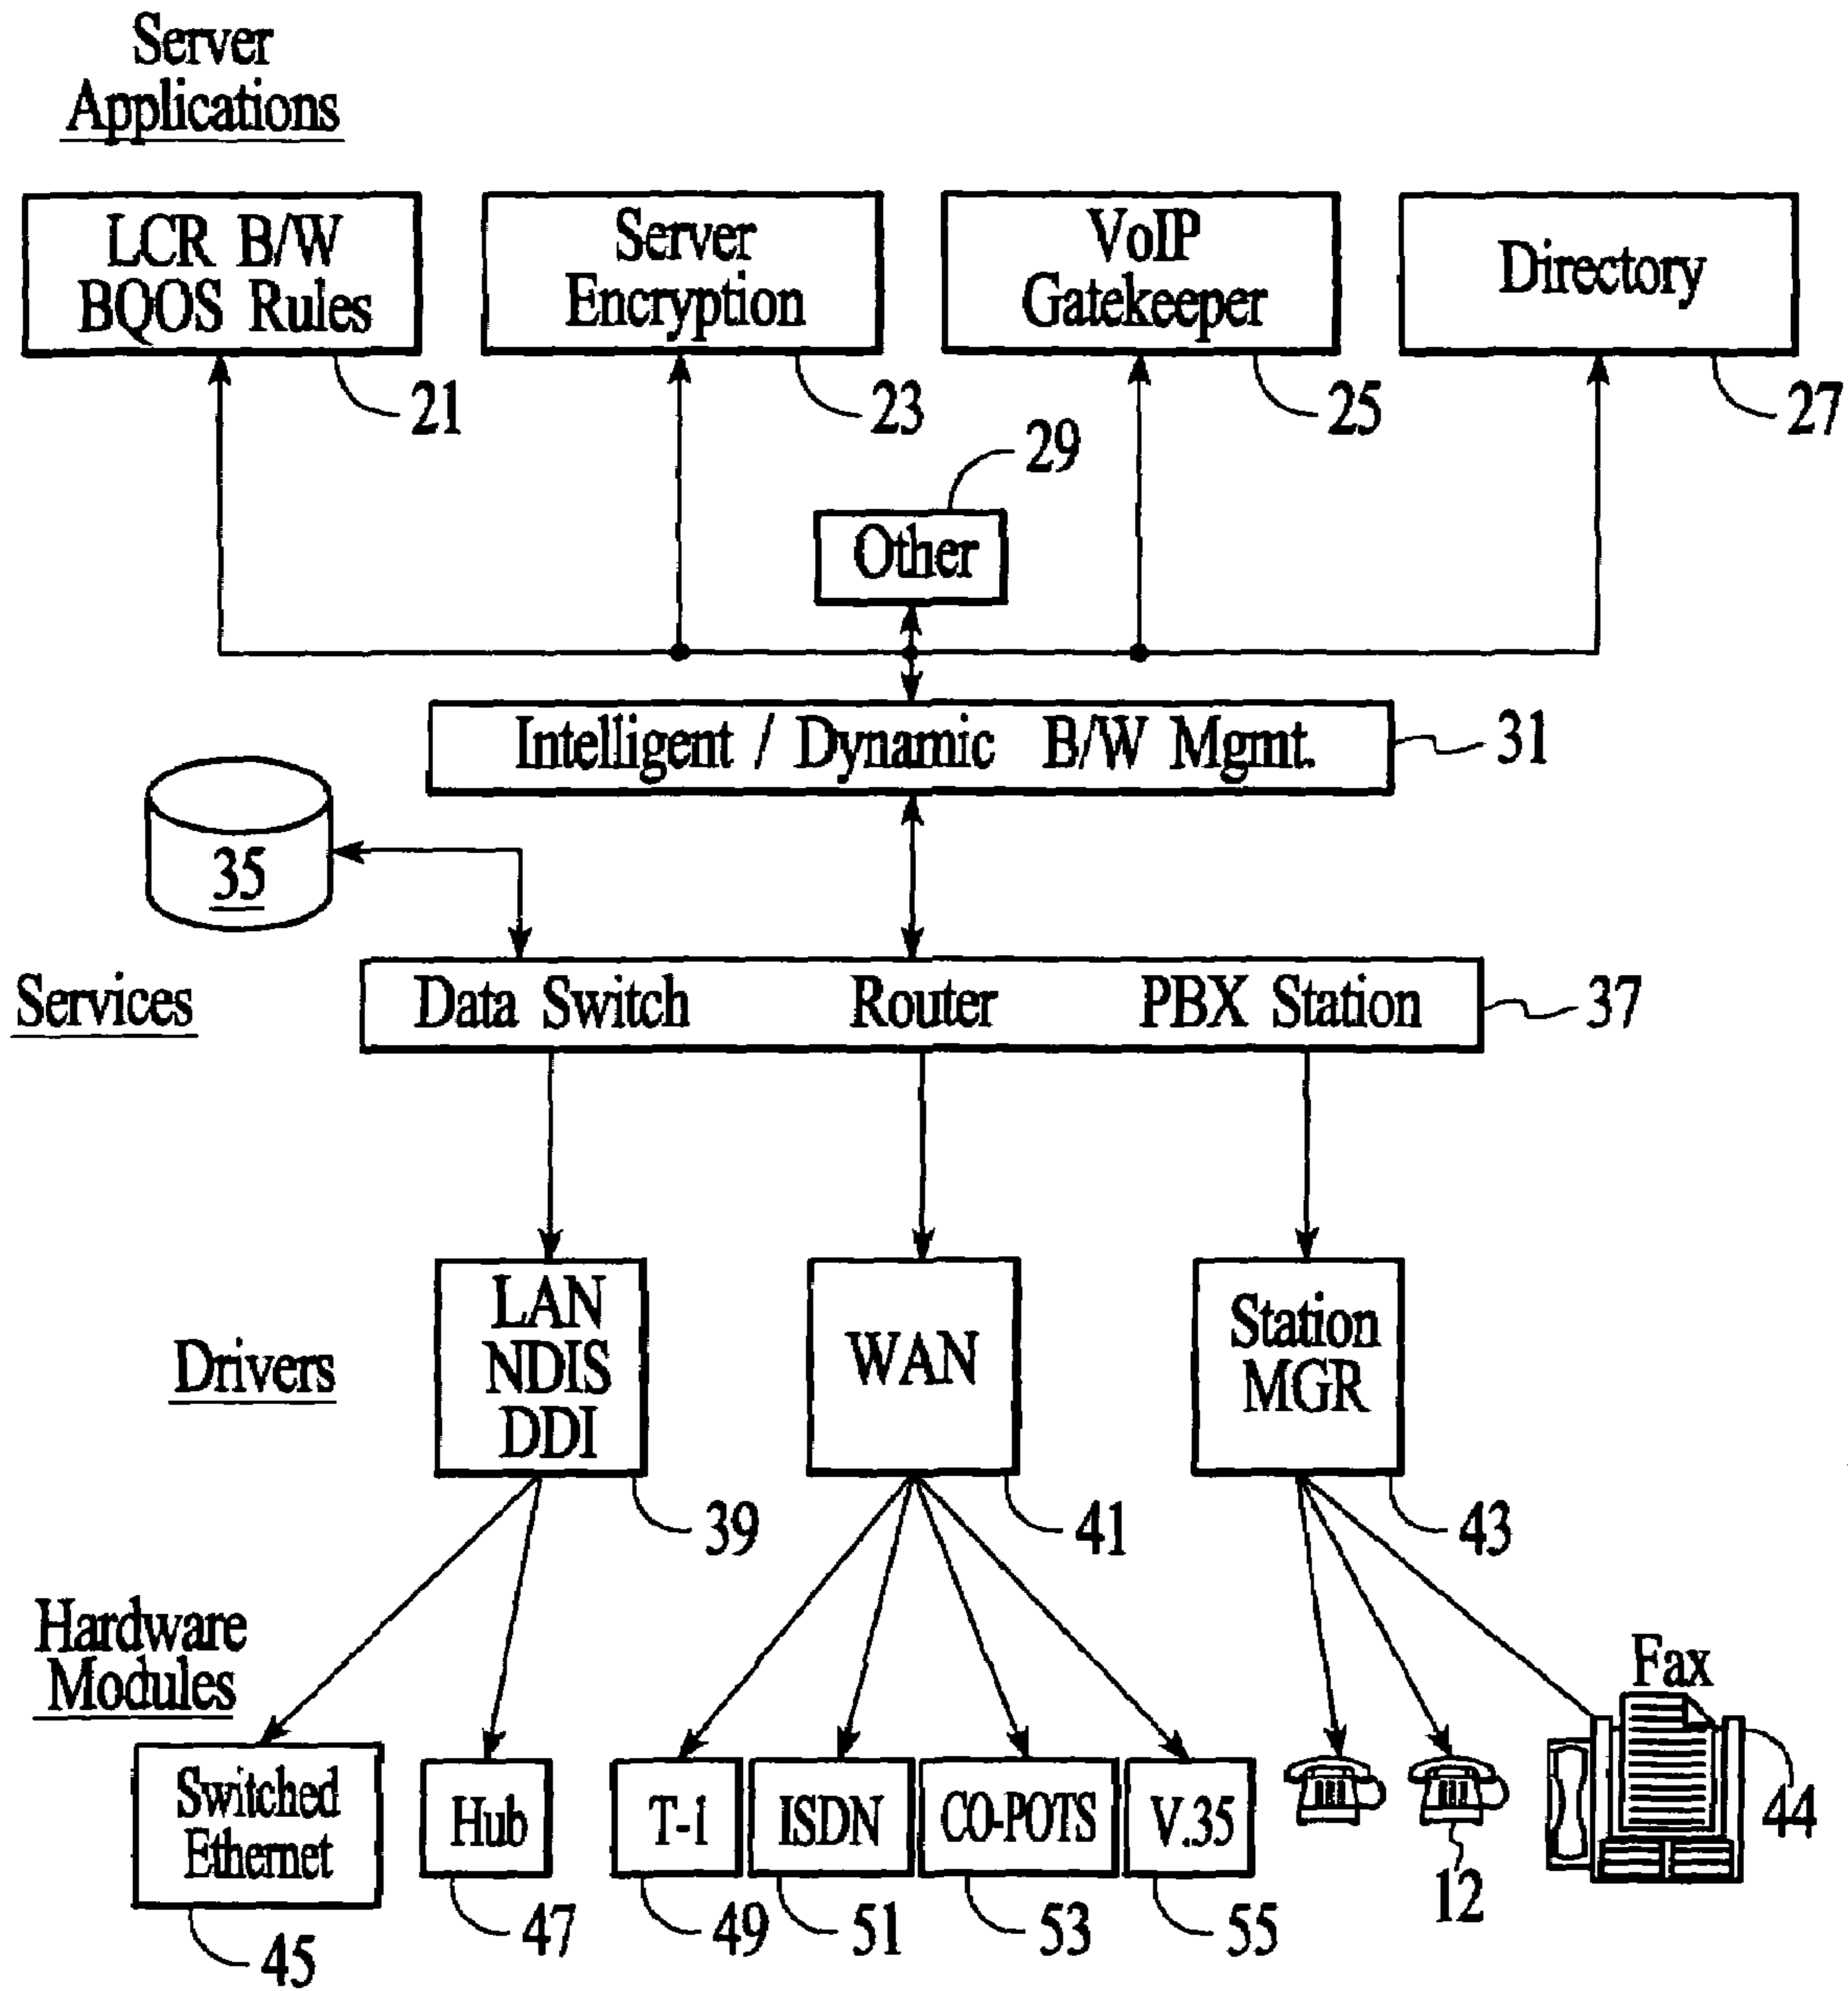 Server
Applications
LCR B/W
BQOS Rules
Server
Encryption
VoIP
Gatekeeper
Directory
21
23
25
27
29
Other
Intelligent / Dynamic B/W Mgmt.
31
35
Services
Data Switch Router PBX Station
37
Drivers
LAN
NDIS
DDI
WAN
Station
MGR
39
41
43
Hardware
Modules
Fax
Switched
Ethernet
Hub
T-1
ISDN
CO-POTS
V.35
44
12
45
47
49
51
53
55